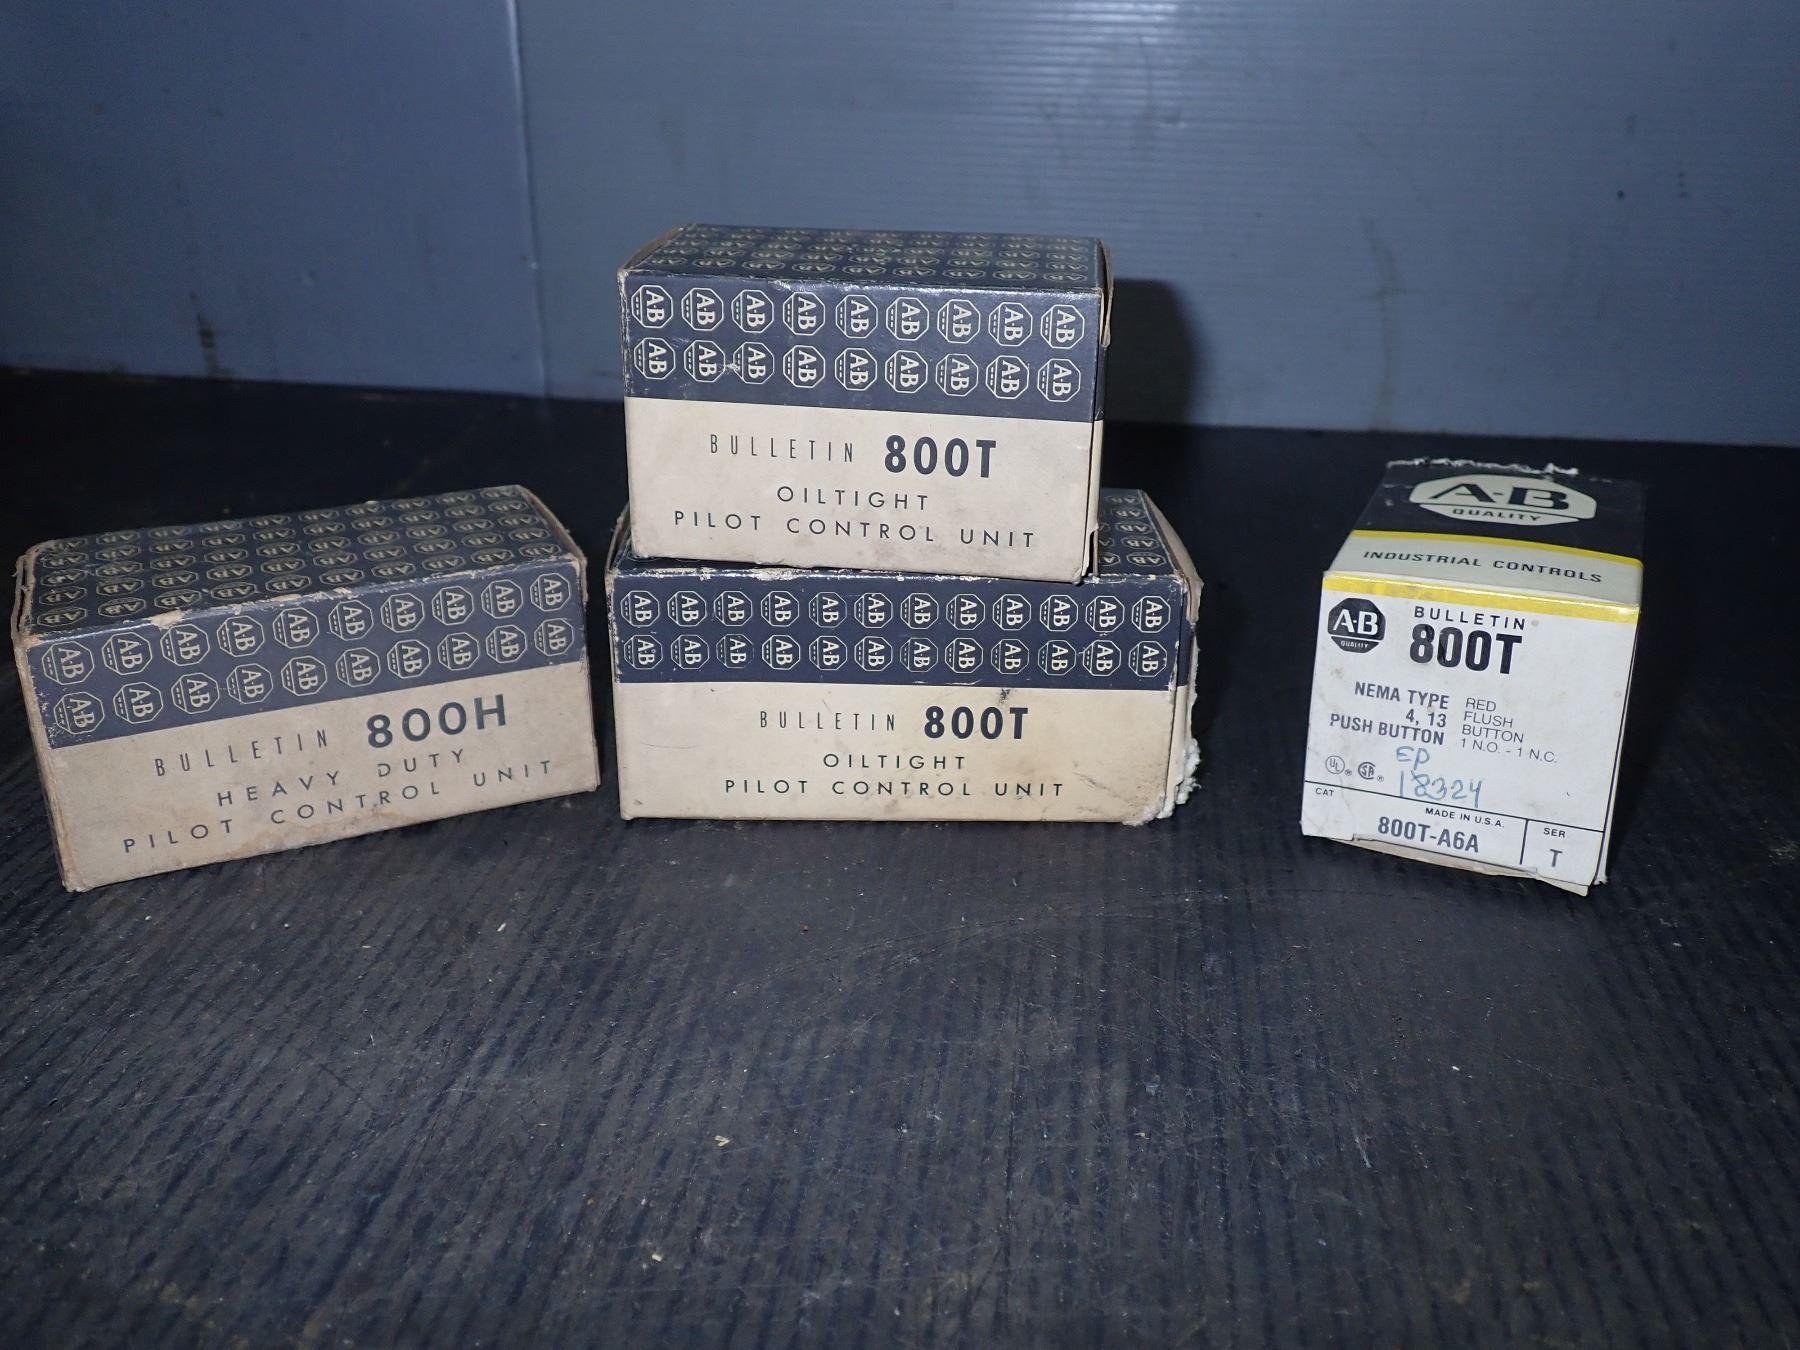 BULLETIN 800T
OILTIGHT
PILOT CONTROL UNIT
BULLETIN 800H
HEAVY DUTY
PILOT CONTROL UNIT
BULLETIN 800T
OILTIGHT
PILOT CONTROL UNIT
A-B
QUALITY
INDUSTRIAL CONTROLS
A-B
QUALITY
BULLETIN
800T
NEMA TYPE
4, 13
PUSH BUTTON
RED
FLUSH
BUTTON
1 N.O. - 1 N.C.
EP
18324
CAT
MADE IN U.S.A.
800T-A6A
SER
T